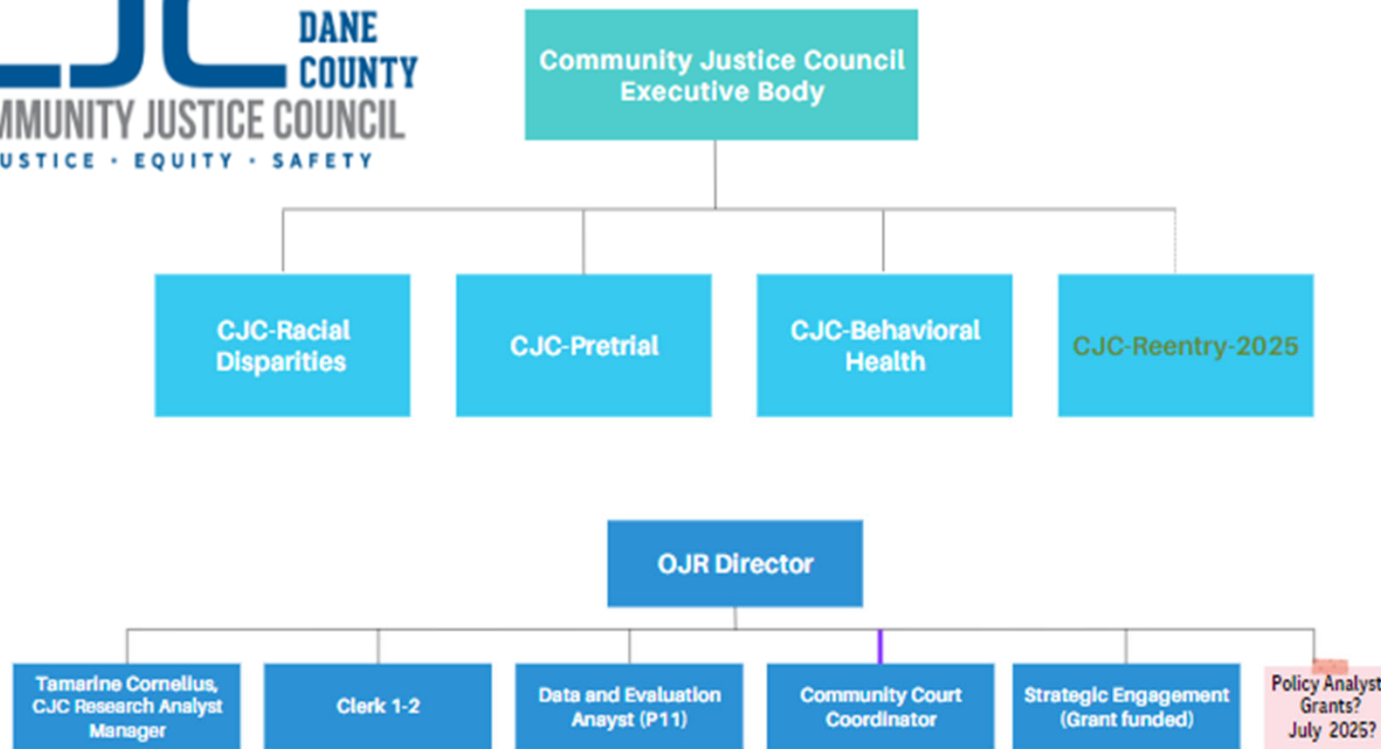 DANE
COUNTY
MMUNITY JUSTICE COUNCIL
USTICE · EQUITY · SAFETY
Community Justice Council
Executive Body
CJC-Racial
Disparities
CJC-Pretrial
CJC-Behavioral
Health
CJC-Reentry-2025
OJR Director
Tamarine Cornelius,
CJC Research Analyst
Manager
Clerk 1-2
Data and Evaluation
Anayst (P11)
Community Court
Coordinator
Strategic Engagement
(Grant funded)
Policy Analyst
Grants?
July 2025?